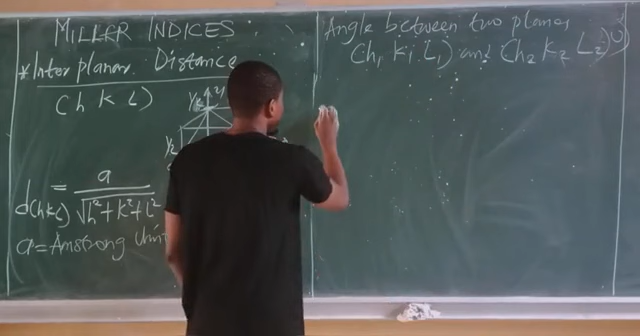 MILLER INDICES
* Interplanar Distance
(h k l)
d(hkl) = a / √h²+k²+l²
a = Amstrong Unit
Angle between two planes
(h₁ k₁ L₁) and (h₂ k₂ L₂)